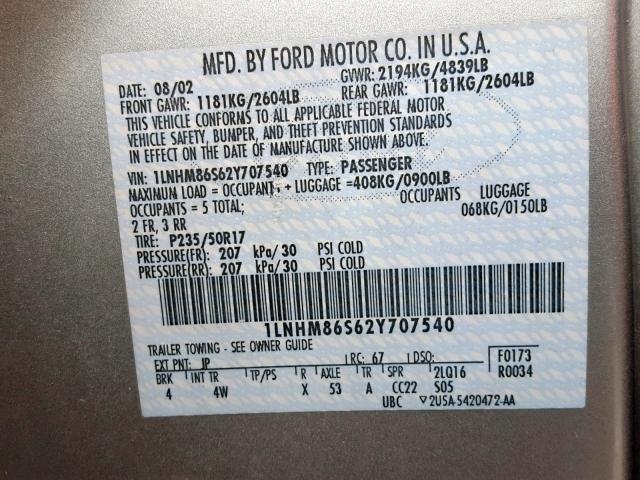 MFD. BY FORD MOTOR CO. IN U.S.A.
DATE: 08/02 GVWR: 2194KG/4839LB
FRONT GAWR: 1181KG/2604LB REAR GAWR: 1181KG/2604LB
THIS VEHICLE CONFORMS TO ALL APPLICABLE FEDERAL MOTOR
VEHICLE SAFETY, BUMPER, AND THEFT PREVENTION STANDARDS
IN EFFECT ON THE DATE OF MANUFACTURE SHOWN ABOVE.
VIN: 1LNHM86S62Y707540 TYPE: PASSENGER
MAXIMUM LOAD = OCCUPANT. + LUGGAGE =408KG/0900LB
OCCUPANTS = 5 TOTAL; LUGGAGE
2 FR, 3 RR 068KG/0150LB
TIRE: P235/50R17
PRESSURE(FR): 207 kPa/30 PSI COLD
PRESSURE(RR): 207 kPa/30 PSI COLD
1LNHM86S62Y707540
TRAILER TOWING - SEE OWNER GUIDE
EXT PNT: JP RC: 67 DSO: F0173
BRK INT TR TP/PS R AXLE TR SPR 2LQ16 R0034
4 4W X 53 A CC22 S05
UBC ▽2U5A-5420472-AA